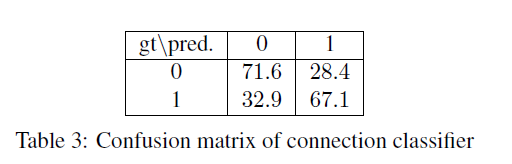 gt\pred. 0 1
0 71.6 28.4
1 32.9 67.1
Table 3: Confusion matrix of connection classifier